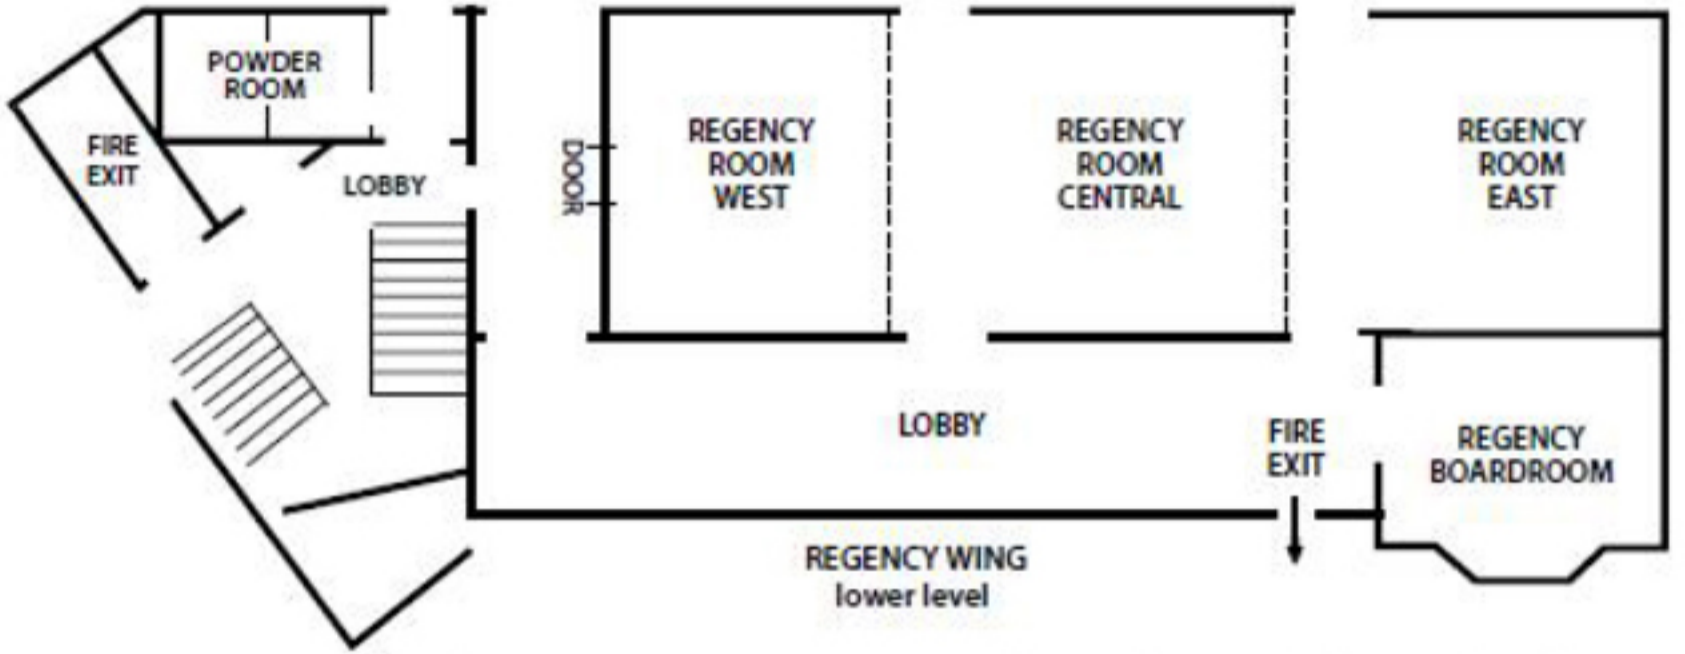 POWDER
ROOM
FIRE
EXIT
LOBBY
DOOR
REGENCY
ROOM
WEST
REGENCY
ROOM
CENTRAL
REGENCY
ROOM
EAST
LOBBY
FIRE
EXIT
REGENCY
BOARDROOM
REGENCY WING
lower level